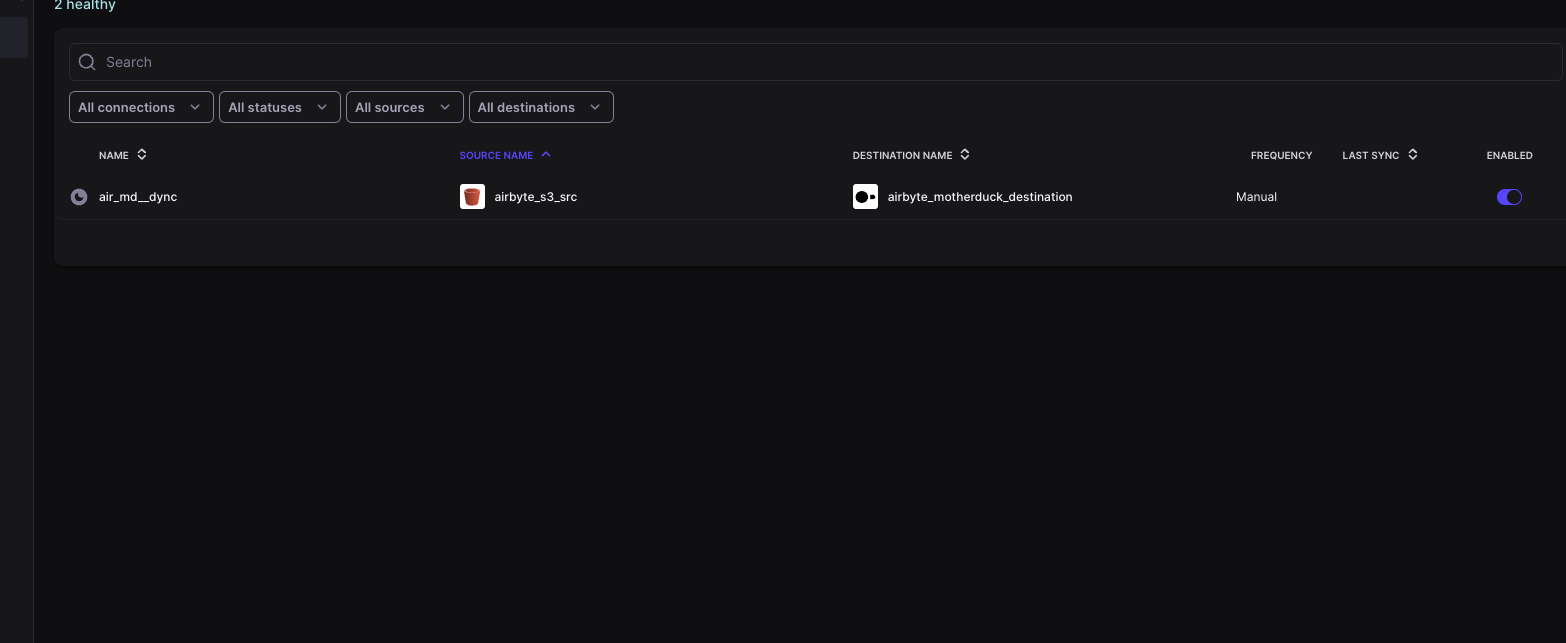 2 healthy
Search
All connections All statuses All sources All destinations
NAME SOURCE NAME DESTINATION NAME FREQUENCY LAST SYNC ENABLED
air_md__dync airbyte_s3_src airbyte_motherduck_destination Manual